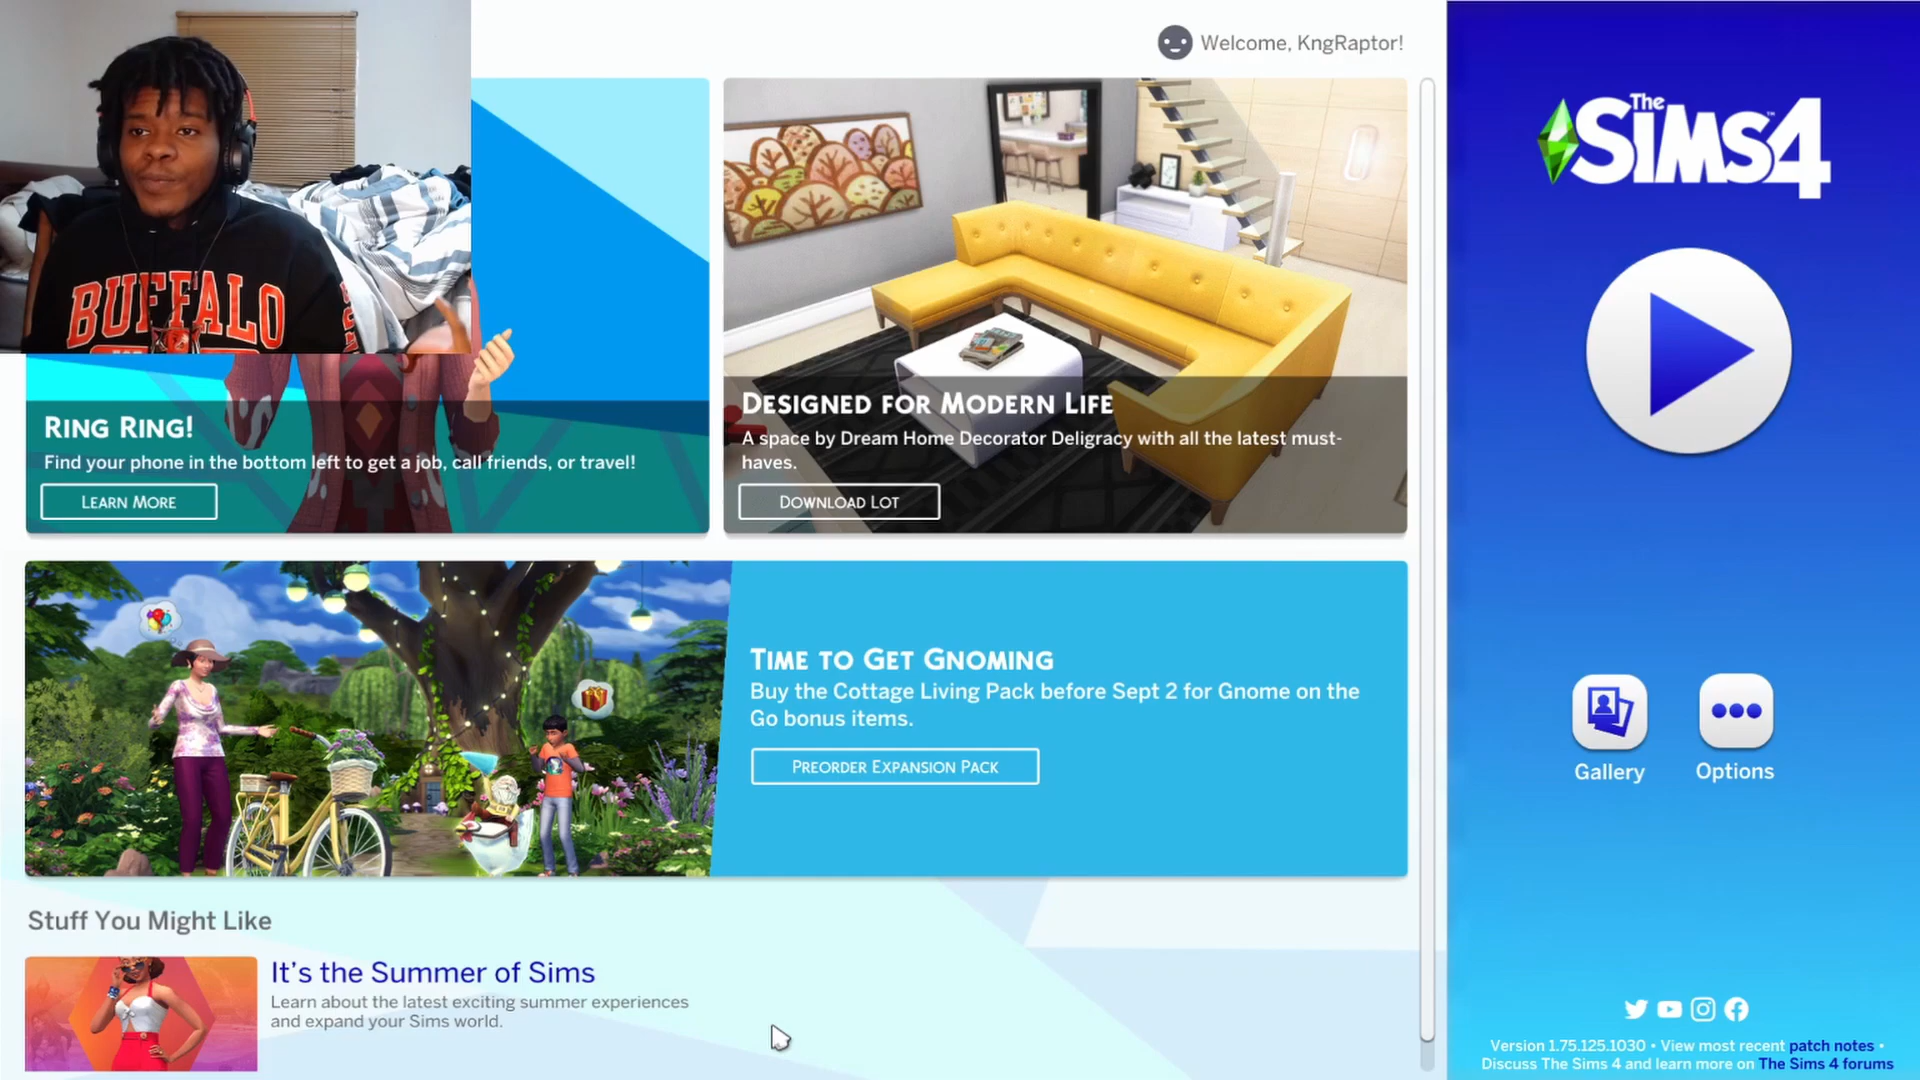 Welcome, KngRaptor!
The SiMS 4
BUFFALO
RING RING!
Find your phone in the bottom left to get a job, call friends, or travel!
LEARN MORE
DESIGNED FOR MODERN LIFE
A space by Dream Home Decorator Deligracy with all the latest must-
haves.
DOWNLOAD LOT
TIME TO GET GNOMING
Buy the Cottage Living Pack before Sept 2 for Gnome on the
Go bonus items.
PREORDER EXPANSION PACK
Gallery
Options
Stuff You Might Like
It's the Summer of Sims
Learn about the latest exciting summer experiences
and expand your Sims world.
Version 1.75.125.1030 • View most recent patch notes •
Discuss The Sims 4 and learn more on The Sims 4 forums